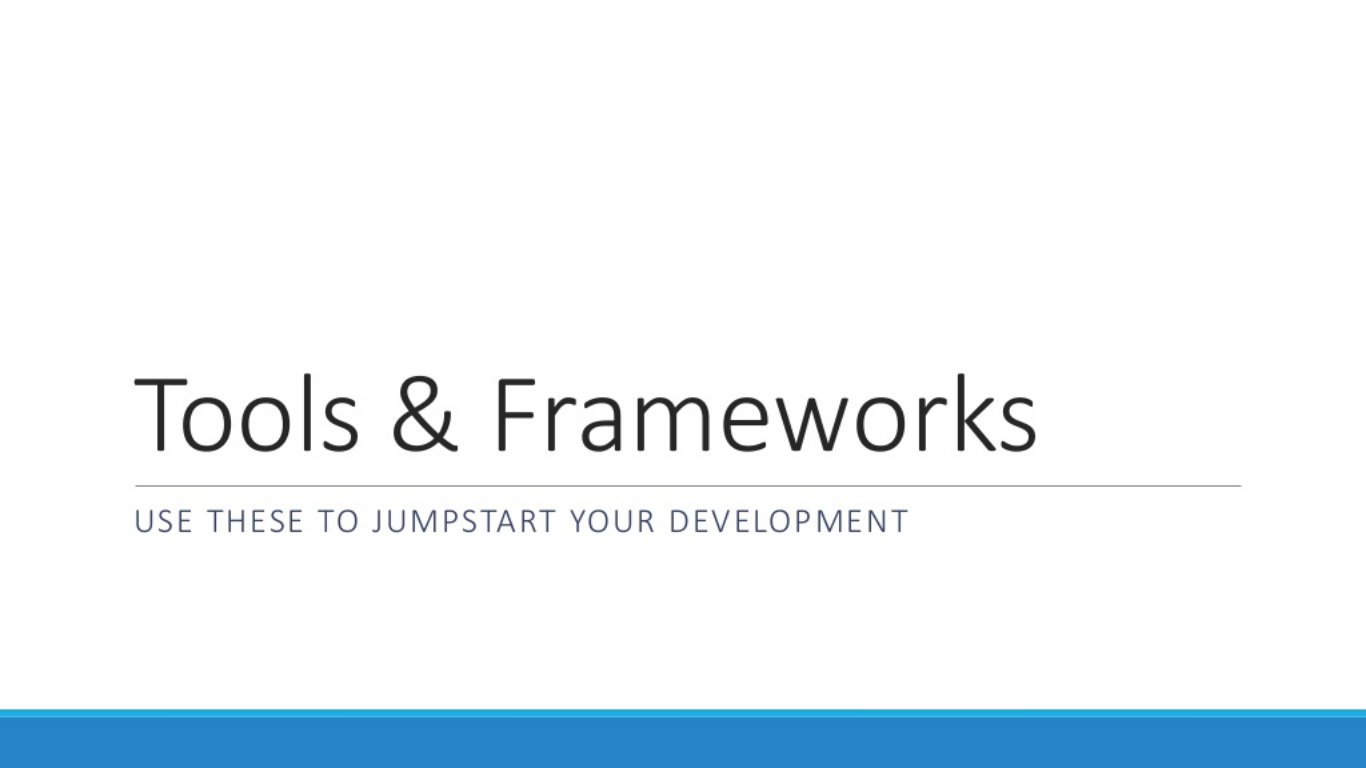 Tools & Frameworks
USE THESE TO JUMPSTART YOUR DEVELOPMENT